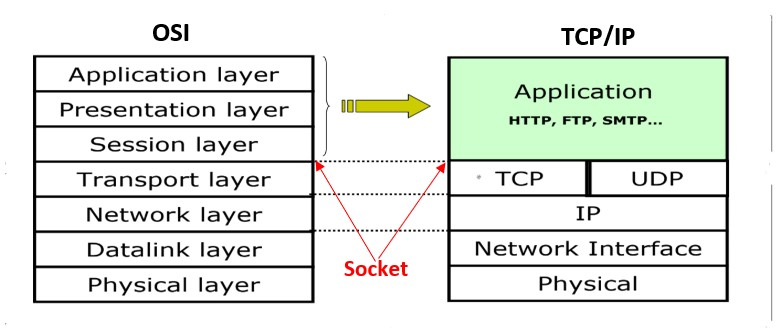 OSI
Application layer
Presentation layer
Session layer
Transport layer
Network layer
Datalink layer
Physical layer
Socket
TCP/IP
Application
HTTP, FTP, SMTP...
TCP
UDP
IP
Network Interface
Physical